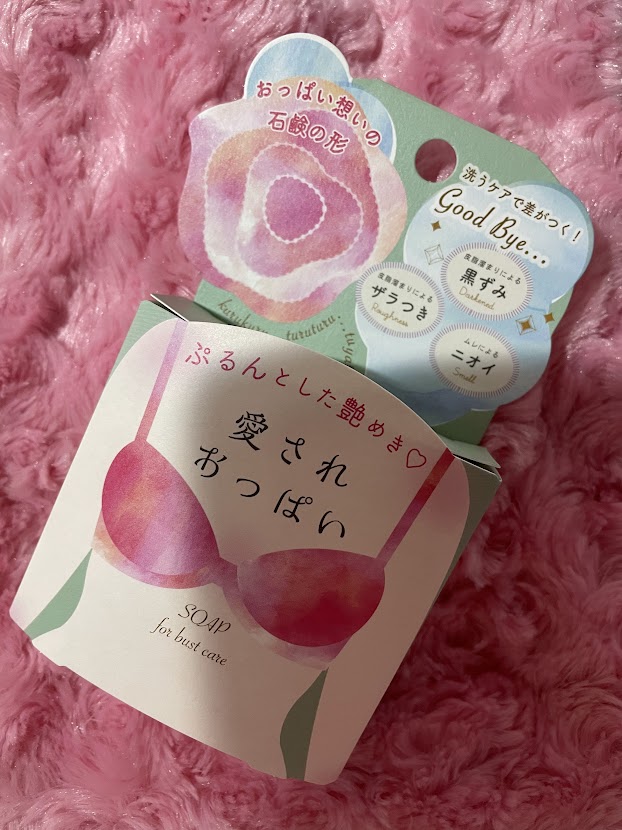 おっぱい想いの
石鹸の形
洗うケアで差がつく!
Good Bye...
皮脂溜まりによる
黒ずみ
Darkened
皮脂溜まりによる
ザラつき
Roughness
ムレによる
ニオイ
Smell
turuturu...
ぷるんとした艶めき♡
愛され
おっぱい
SOAP
for bust care